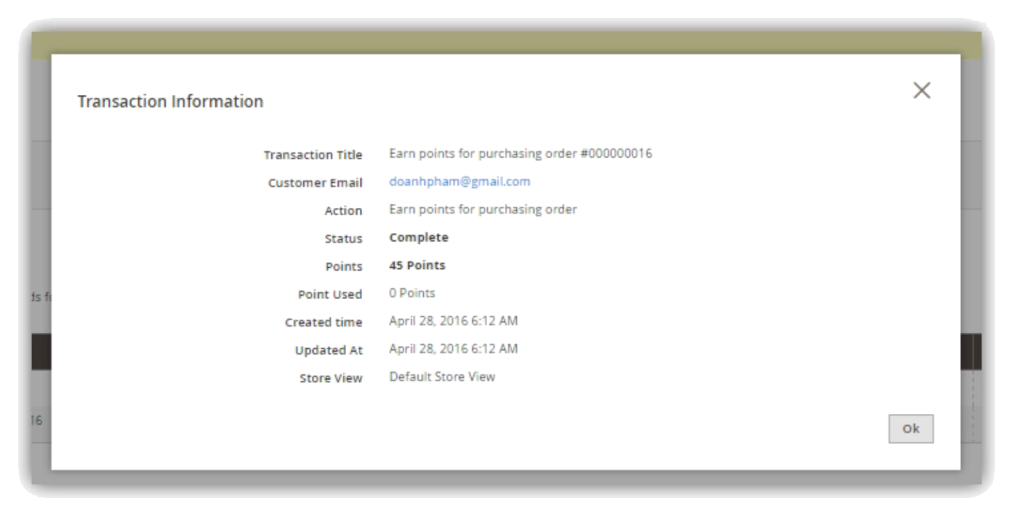 Transaction Information
Transaction Title Earn points for purchasing order #000000016
Customer Email doanhpham@gmail.com
Action Earn points for purchasing order
Status Complete
Points 45 Points
Point Used 0 Points
Created time April 28, 2016 6:12 AM
Updated At April 28, 2016 6:12 AM
Store View Default Store View
16
Ok